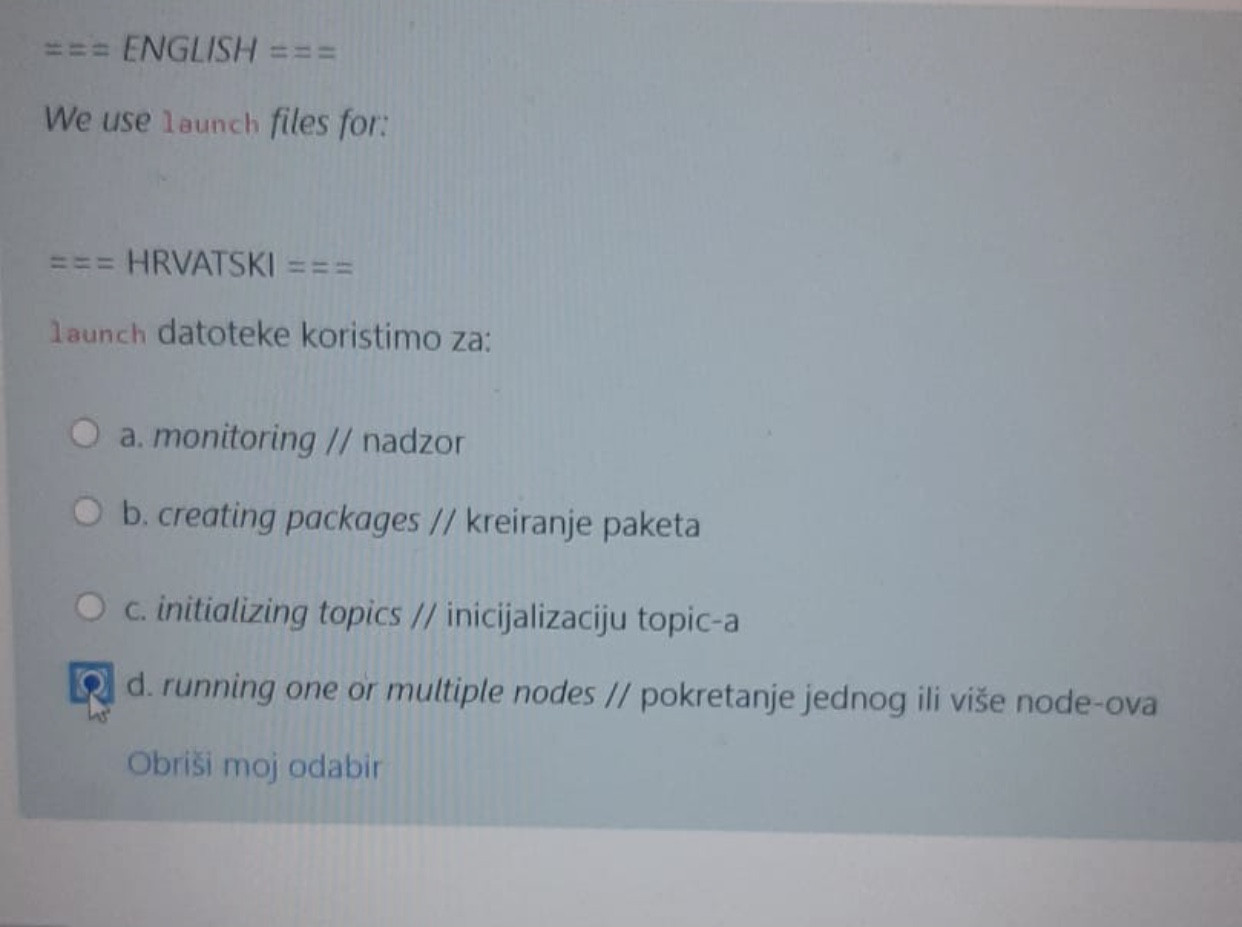 === ENGLISH ===
We use launch files for:
=== HRVATSKI ===
launch datoteke koristimo za:
a. monitoring // nadzor
b. creating packages // kreiranje paketa
c. initializing topics // inicijalizaciju topic-a
d. running one or multiple nodes // pokretanje jednog ili više node-ova
Obriši moj odabir